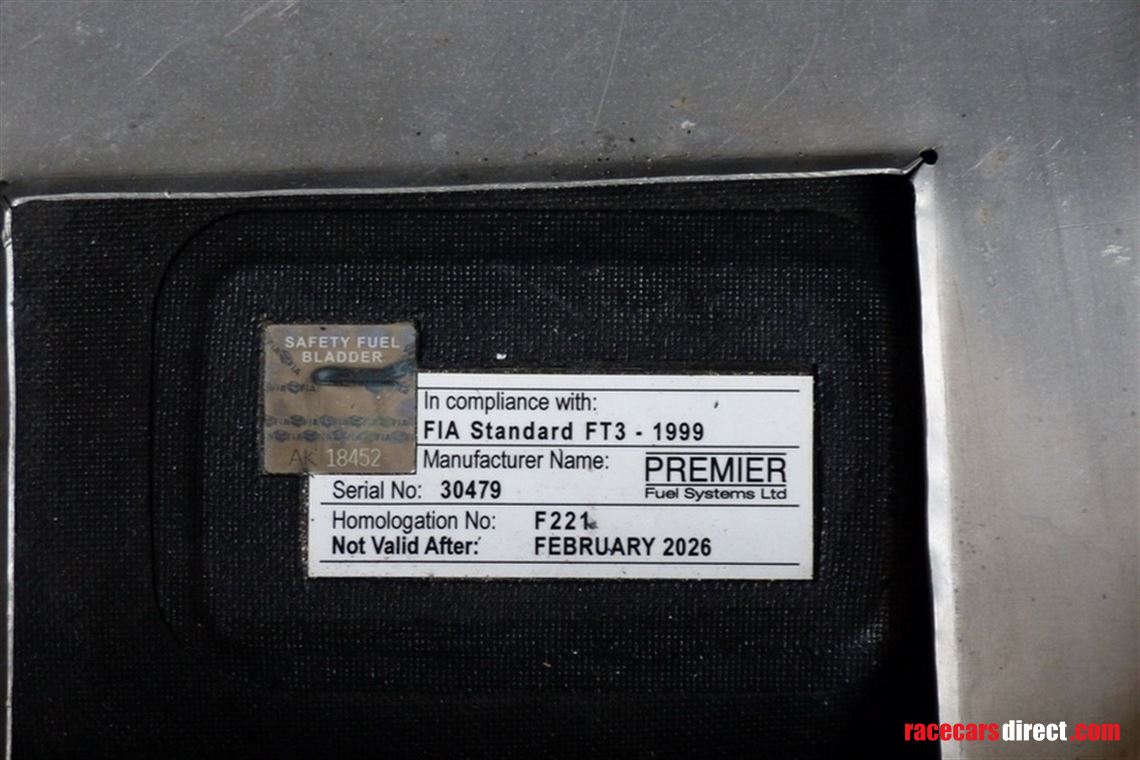 SAFETY FUEL
BLADDER
AK 18452
In compliance with:
FIA Standard FT3 - 1999
Manufacturer Name:
PREMIER
Fuel Systems Ltd
Serial No: 30479
Homologation No: F221
Not Valid After: FEBRUARY 2026
racecarsdirect.com